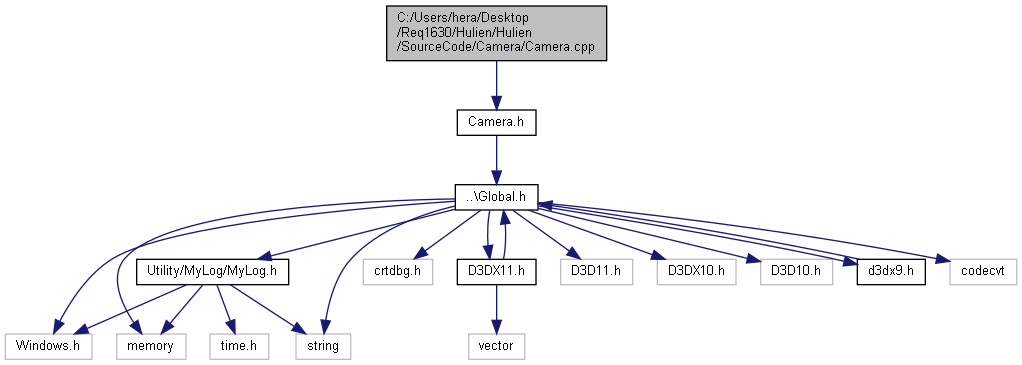 C:/Users/hera/Desktop
/Req1630/Hulien/Hulien
/SourceCode/Camera/Camera.cpp
Camera.h
..\Global.h
Utility/MyLog/MyLog.h
crtdbg.h
D3DX11.h
D3D11.h
D3DX10.h
D3D10.h
d3dx9.h
codecvt
Windows.h
memory
time.h
string
vector